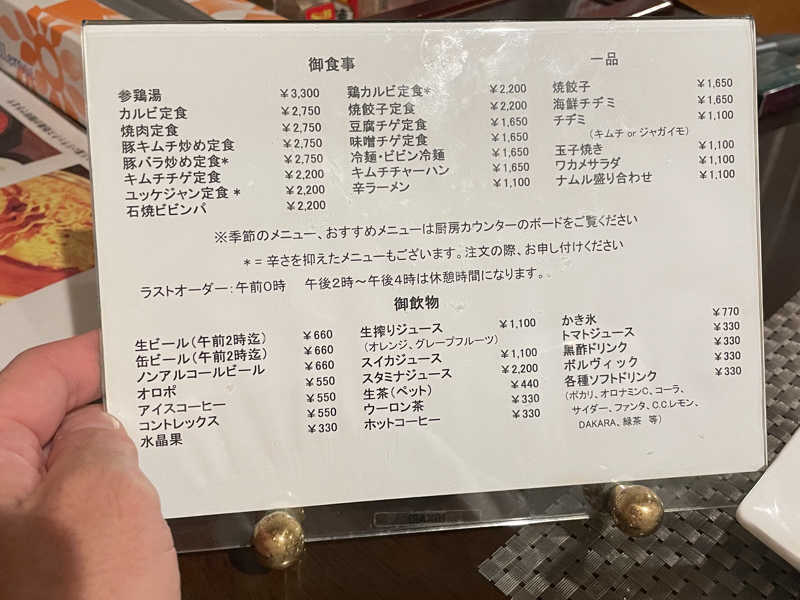 御食事
参鶏湯 ￥3,300
カルビ定食 ￥2,750
焼肉定食 ￥2,750
豚キムチ炒め定食 ￥2,750
豚バラ炒め定食* ￥2,750
キムチチゲ定食 ￥2,200
ユッケジャン定食 * ￥2,200
石焼ビビンパ ￥2,200
鶏カルビ定食* ￥2,200
焼餃子定食 ￥2,200
豆腐チゲ定食 ￥1,650
味噌チゲ定食 ￥1,650
冷麺・ビビン冷麺 ￥1,650
キムチチャーハン ￥1,650
辛ラーメン ￥1,100
一品
焼餃子 ￥1,650
海鮮チヂミ ￥1,650
チヂミ ￥1,100
(キムチ or ジャガイモ)
玉子焼き ￥1,100
ワカメサラダ ￥1,100
ナムル盛り合わせ ￥1,100
※季節のメニュー、おすすめメニューは厨房カウンターのボードをご覧ください
* = 辛さを抑えたメニューもございます。注文の際、お申し付けください
ラストオーダー：午前０時 午後２時～午後４時は休憩時間になります。
御飲物
生ビール(午前２時迄) ￥660
缶ビール(午前２時迄) ￥660
ノンアルコールビール ￥660
オロポ ￥550
アイスコーヒー ￥550
コントレックス ￥550
水晶果 ￥330
生搾りジュース ￥1,100
(オレンジ、グレープフルーツ)
スイカジュース ￥1,100
スタミナジュース ￥2,200
生茶(ペット) ￥440
ウーロン茶 ￥330
ホットコーヒー ￥330
かき氷 ￥770
トマトジュース ￥330
黒酢ドリンク ￥330
ボルヴィック ￥330
各種ソフトドリンク ￥330
(ポカリ、オロナミンC、コーラ、
サイダー、ファンタ、C.C.レモン、
DAKARA、緑茶 等)